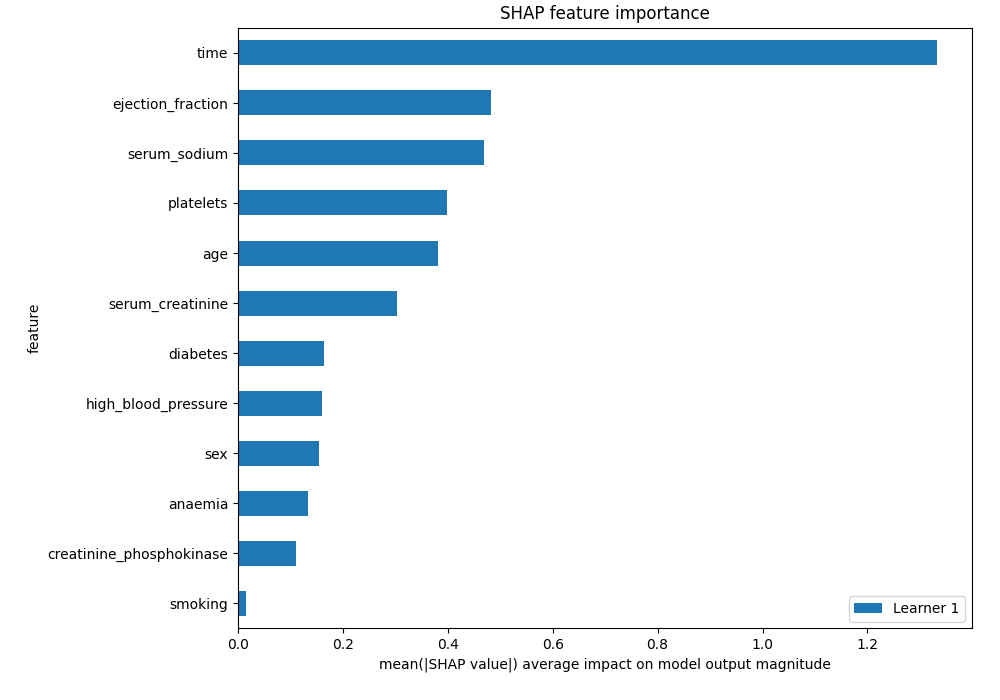 SHAP feature importance
time
ejection_fraction
serum_sodium
platelets
age
serum_creatinine
diabetes
high_blood_pressure
sex
anaemia
creatinine_phosphokinase
smoking
feature
Learner 1
0.0 0.2 0.4 0.6 0.8 1.0 1.2
mean(|SHAP value|) average impact on model output magnitude